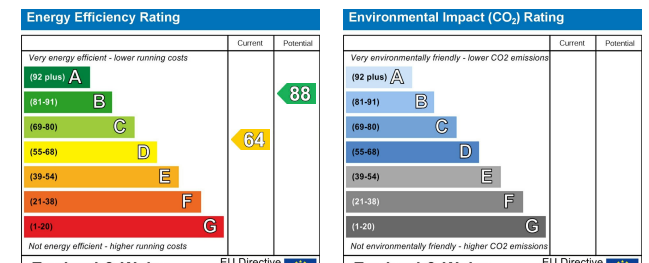 Energy Efficiency Rating
Current Potential
Very energy efficient - lower running costs
(92 plus) A
(81-91) B
88
(69-80) C
(55-68) D
64
(39-54) E
(21-38) F
(1-20) G
Not energy efficient - higher running costs
EU Directive
Environmental Impact (CO₂) Rating
Current Potential
Very environmentally friendly - lower CO2 emissions
(92 plus) A
(81-91) B
(69-80) C
(55-68) D
(39-54) E
(21-38) F
(1-20) G
Not environmentally friendly - higher CO2 emissions
EU Directive